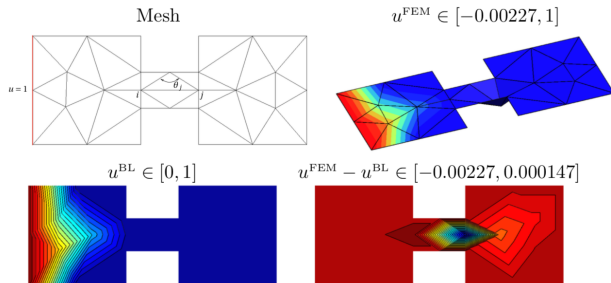 Mesh
u^FEM ∈ [−0.00227, 1]
u = 1
θ_l
i
j
u^BL ∈ [0, 1]
u^FEM − u^BL ∈ [−0.00227, 0.000147]